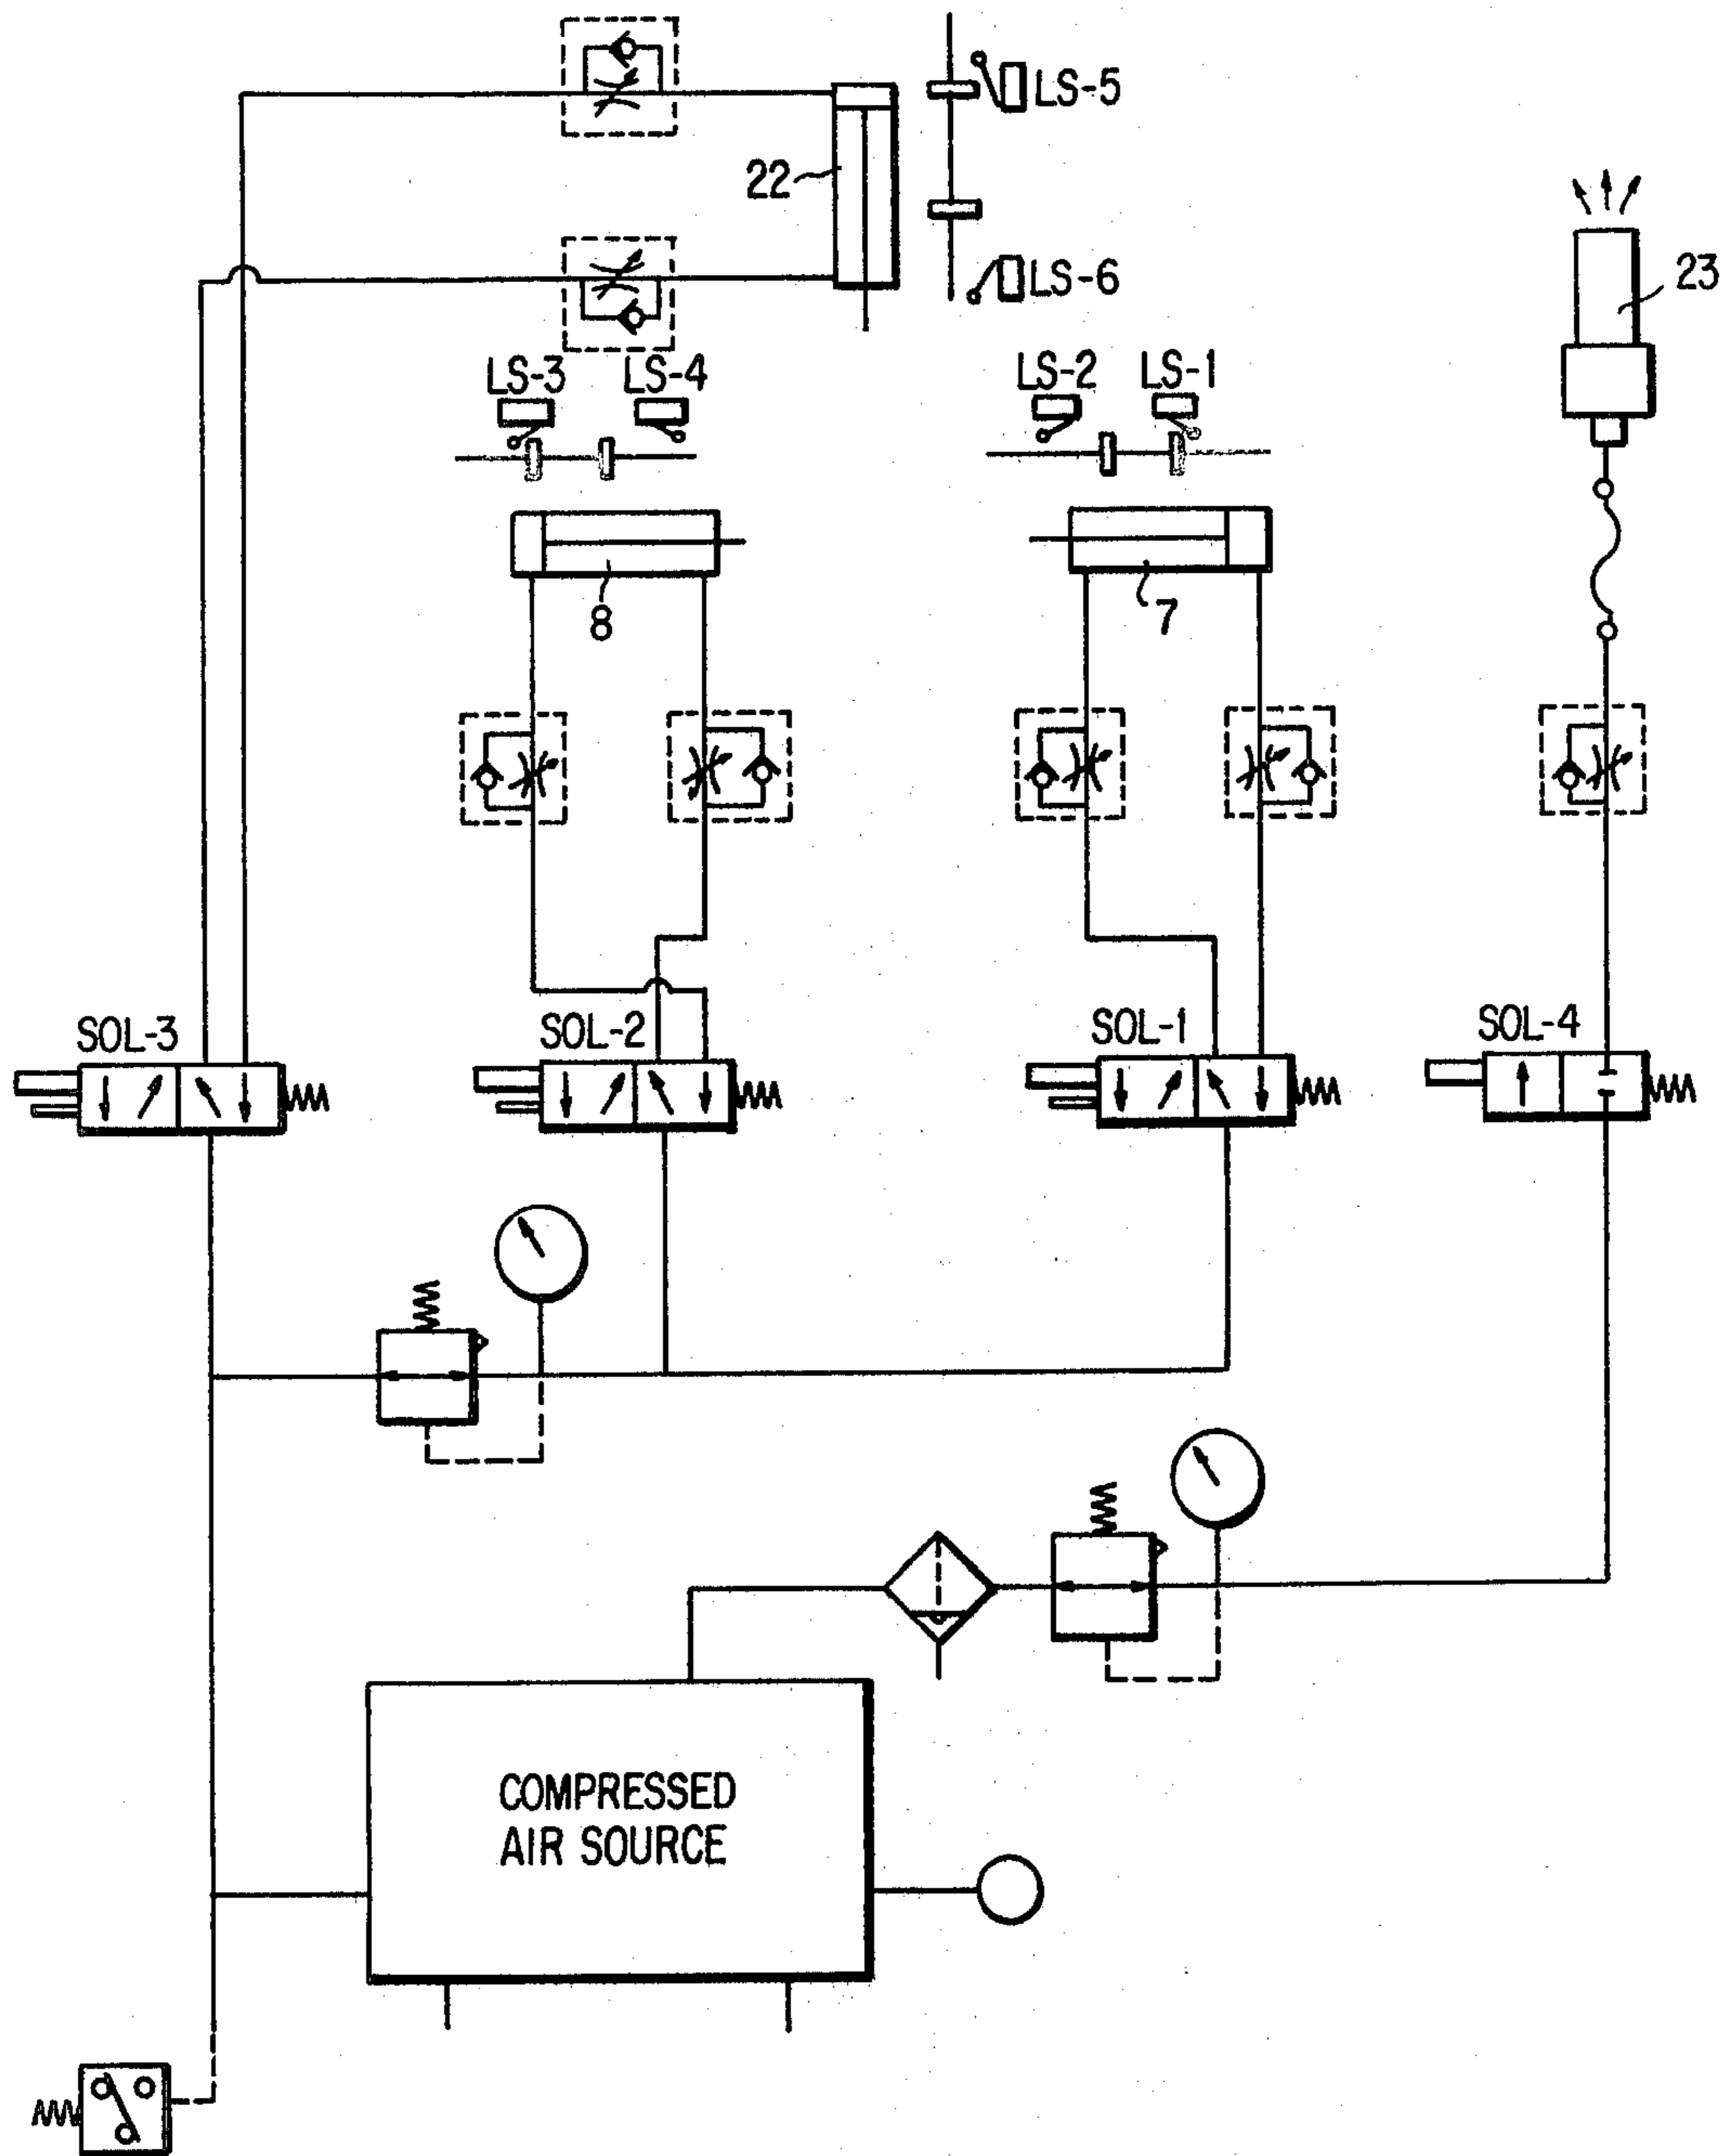 LS-5
22
LS-6
23
LS-3
LS-4
LS-2
LS-1
8
7
SOL-3
SOL-2
SOL-1
SOL-4
COMPRESSED
AIR SOURCE